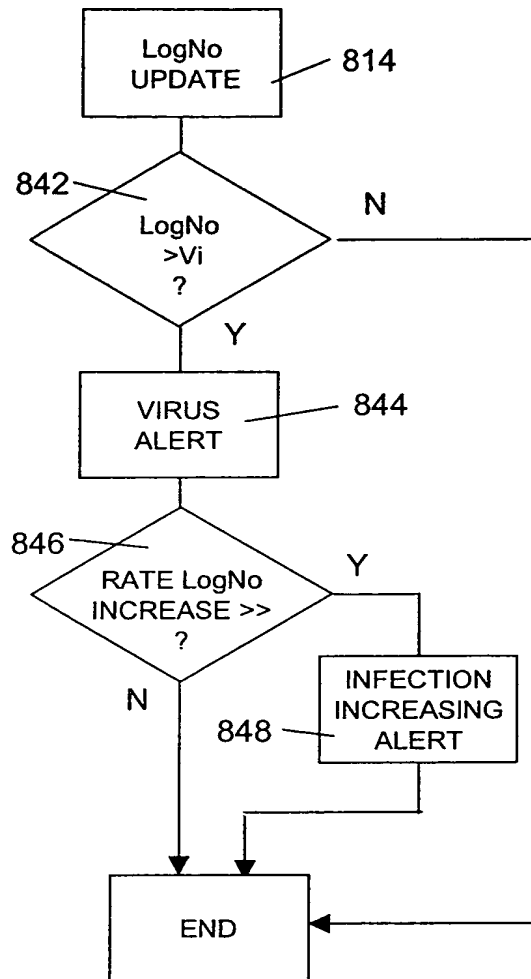 LogNo
UPDATE
814
842
LogNo
>Vi
?
N
Y
VIRUS
ALERT
844
846
RATE LogNo
INCREASE >>
?
Y
N
INFECTION
INCREASING
ALERT
848
END